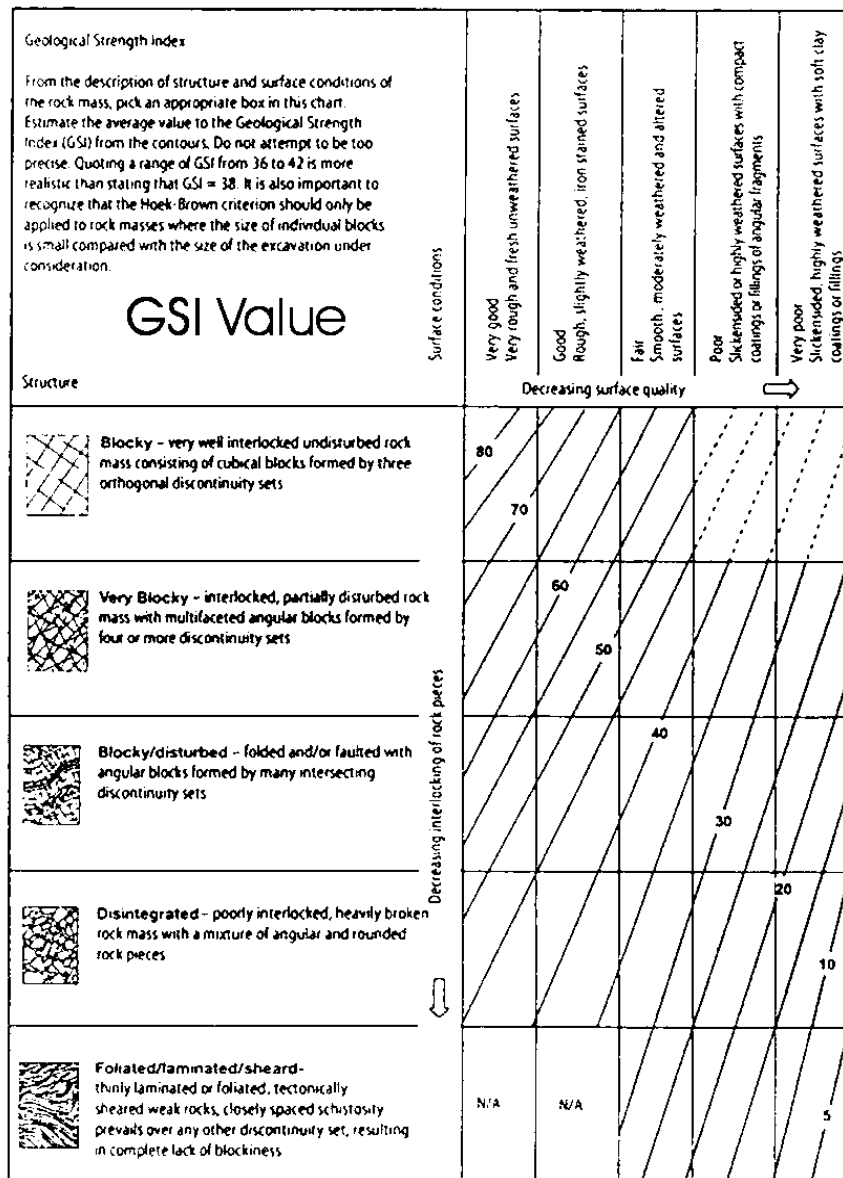 Geological Strength Index
From the description of structure and surface conditions of
the rock mass, pick an appropriate box in this chart.
Estimate the average value to the Geological Strength
Index (GSI) from the contours. Do not attempt to be too
precise. Quoting a range of GSI from 36 to 42 is more
realistic than stating that GSI = 38. It is also important to
recognize that the Hoek-Brown criterion should only be
applied to rock masses where the size of individual blocks
is small compared with the size of the excavation under
consideration.
GSI Value
Structure
Surface conditions
Very good
Very rough and fresh unweathered surfaces
Good
Rough, slightly weathered, iron stained surfaces
Fair
Smooth, moderately weathered and altered
surfaces
Poor
Slickensided or highly weathered surfaces with compact
coatings or fillings of angular fragments
Very poor
Slickensided, highly weathered surfaces with soft clay
coatings or fillings
Decreasing surface quality
Decreasing interlocking of rock pieces
Blocky – very well interlocked undisturbed rock
mass consisting of cubical blocks formed by three
orthogonal discontinuity sets
80
70
Very Blocky – interlocked, partially disturbed rock
mass with multifaceted angular blocks formed by
four or more discontinuity sets
60
50
Blocky/disturbed – folded and/or faulted with
angular blocks formed by many intersecting
discontinuity sets
40
30
Disintegrated – poorly interlocked, heavily broken
rock mass with a mixture of angular and rounded
rock pieces
20
10
Foliated/laminated/sheard–
thinly laminated or foliated, tectonically
sheared weak rocks, closely spaced schistosity
prevails over any other discontinuity set, resulting
in complete lack of blockiness
N/A
N/A
5